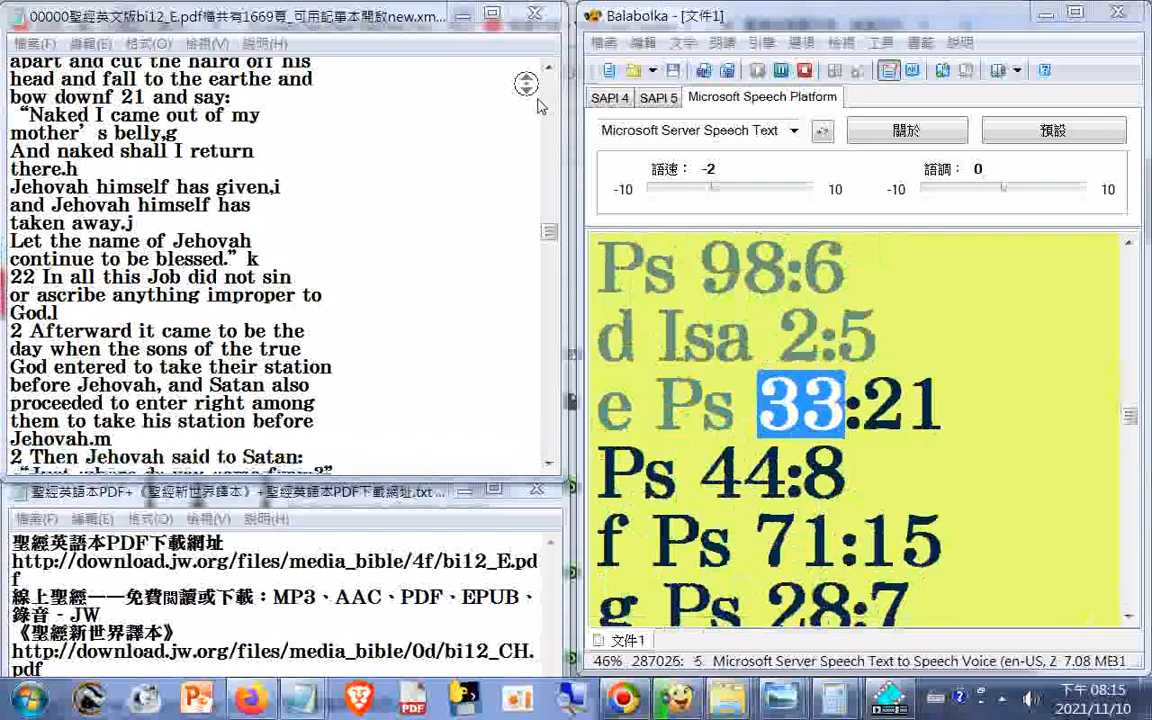 00000聖經英文版bi12_E.pdf檔共有1669頁_可用記事本開啟new.xm...
檔案(F) 編輯(E) 格式(O) 檢視(V) 說明(H)
apart and cut the haird off his
head and fall to the earthe and
bow downf 21 and say:
“Naked I came out of my
mother’s belly,g
And naked shall I return
there.h
Jehovah himself has given,i
and Jehovah himself has
taken away.j
Let the name of Jehovah
continue to be blessed.” k
22 In all this Job did not sin
or ascribe anything improper to
God.l
2 Afterward it came to be the
day when the sons of the true
God entered to take their station
before Jehovah, and Satan also
proceeded to enter right among
them to take his station before
Jehovah.m
2 Then Jehovah said to Satan:
聖經英語本PDF+《聖經新世界譯本》+聖經英語本PDF下載網址.txt ...
檔案(F) 編輯(E) 格式(O) 檢視(V) 說明(H)
聖經英語本PDF下載網址
http://download.jw.org/files/media_bible/4f/bi12_E.pd
f
線上聖經——免費閱讀或下載：MP3、AAC、PDF、EPUB、
錄音 - JW
《聖經新世界譯本》
http://download.jw.org/files/media_bible/0d/bi12_CH.
pdf
Balabolka - [文件1]
檔案 編輯 文字 朗讀 引擎 選項 檢視 工具 書籤 說明
SAPI 4 SAPI 5 Microsoft Speech Platform
Microsoft Server Speech Text 關於 預設
語速： -2 語調： 0
-10 10 -10 10
Ps 98:6
d Isa 2:5
e Ps 33:21
Ps 44:8
f Ps 71:15
g Ps 28:7
文件1
46% 287025: 5. Microsoft Server Speech Text to Speech Voice (en-US, Z 7.08 MB1
PDF
下午 08:15
2021/11/10